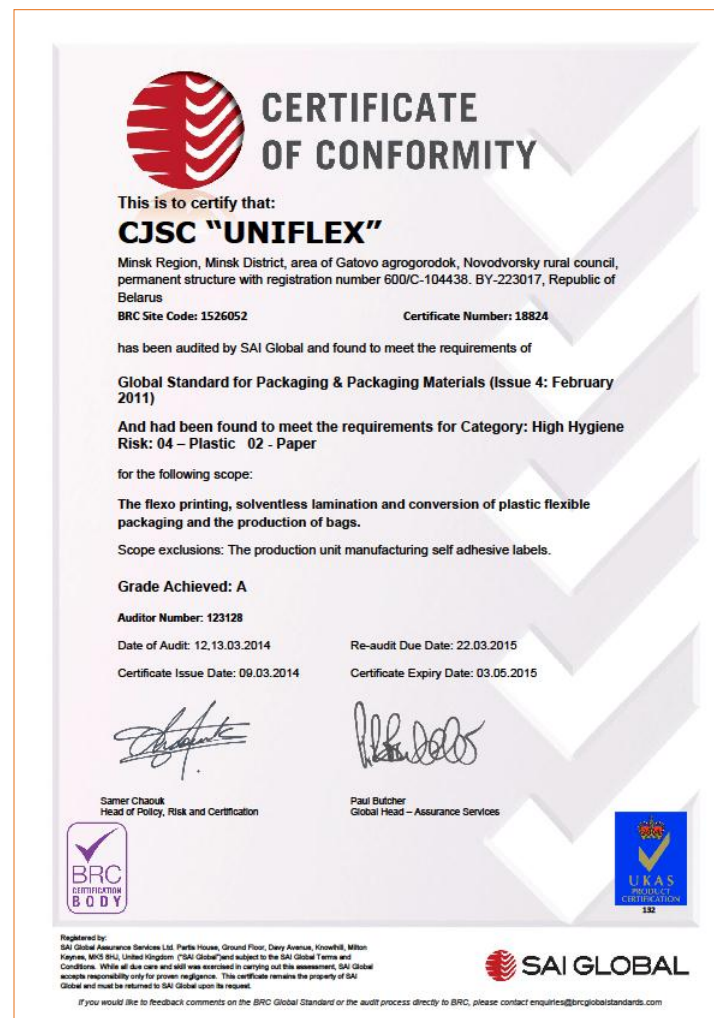 CERTIFICATE
OF CONFORMITY
This is to certify that:
CJSC “UNIFLEX”
Minsk Region, Minsk District, area of Gatovo agrogorodok, Novodvorsky rural council,
permanent structure with registration number 600/C-104438. BY-223017, Republic of
Belarus
BRC Site Code: 1526052 Certificate Number: 18824
has been audited by SAI Global and found to meet the requirements of
Global Standard for Packaging & Packaging Materials (Issue 4: February
2011)
And had been found to meet the requirements for Category: High Hygiene
Risk: 04 – Plastic 02 - Paper
for the following scope:
The flexo printing, solventless lamination and conversion of plastic flexible
packaging and the production of bags.
Scope exclusions: The production unit manufacturing self adhesive labels.
Grade Achieved: A
Auditor Number: 123128
Date of Audit: 12,13.03.2014 Re-audit Due Date: 22.03.2015
Certificate Issue Date: 09.03.2014 Certificate Expiry Date: 03.05.2015
Samer Chaouk Paul Butcher
Head of Policy, Risk and Certification Global Head – Assurance Services
BRC
CERTIFICATION
BODY
UKAS
PRODUCT
CERTIFICATION
132
Registered by:
SAI Global Assurance Services Ltd. Partis House, Ground Floor, Davy Avenue, Knowlhill, Milton
Keynes, MK5 8HJ, United Kingdom (“SAI Global”)and subject to the SAI Global Terms and
Conditions. While all due care and skill was exercised in carrying out this assessment, SAI Global
accepts responsibility only for proven negligence. This certificate remains the property of SAI
Global and must be returned to SAI Global upon its request.
SAI GLOBAL
If you would like to feedback comments on the BRC Global Standard or the audit process directly to BRC, please contact enquiries@brcglobalstandards.com